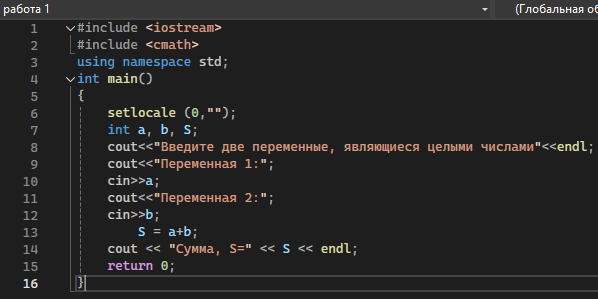 работа 1 (Глобальная об
1 #include <iostream>
2 #include <cmath>
3 using namespace std;
4 int main()
5 {
6 setlocale (0,"");
7 int a, b, S;
8 cout<<"Введите две переменные, являющиеся целыми числами"<<endl;
9 cout<<"Переменная 1:";
10 cin>>a;
11 cout<<"Переменная 2:";
12 cin>>b;
13 S = a+b;
14 cout << "Сумма, S=" << S << endl;
15 return 0;
16 }